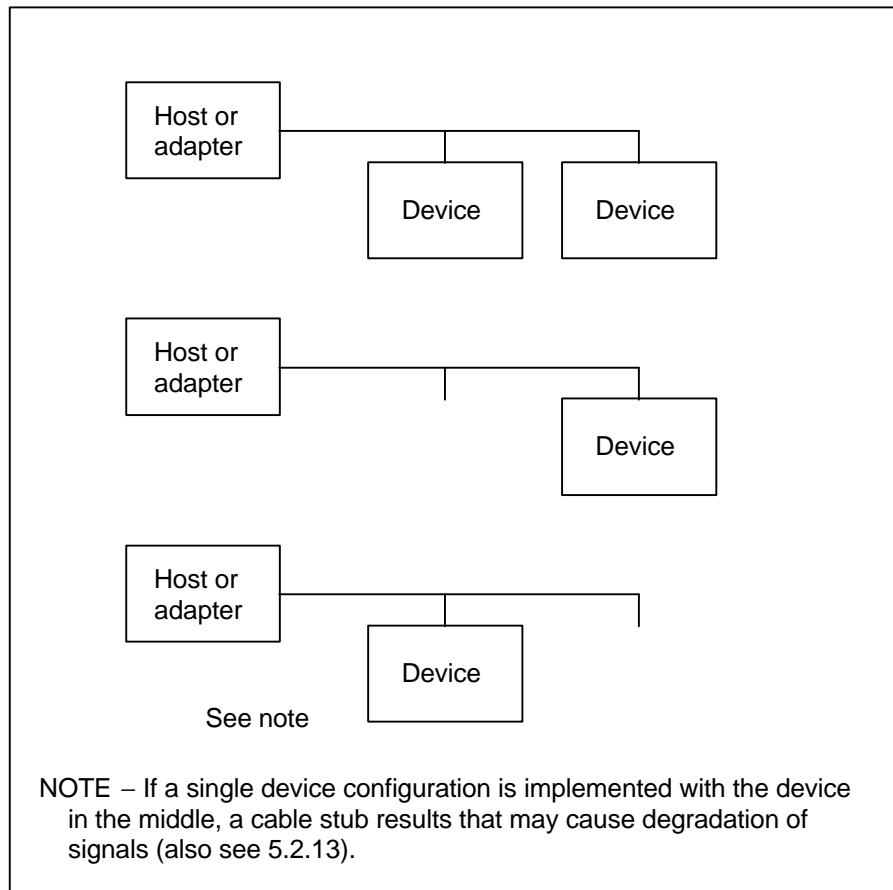 Host or
adapter
Device
Device
Host or
adapter
Device
Host or
adapter
Device
See note
NOTE – If a single device configuration is implemented with the device
in the middle, a cable stub results that may cause degradation of
signals (also see 5.2.13).